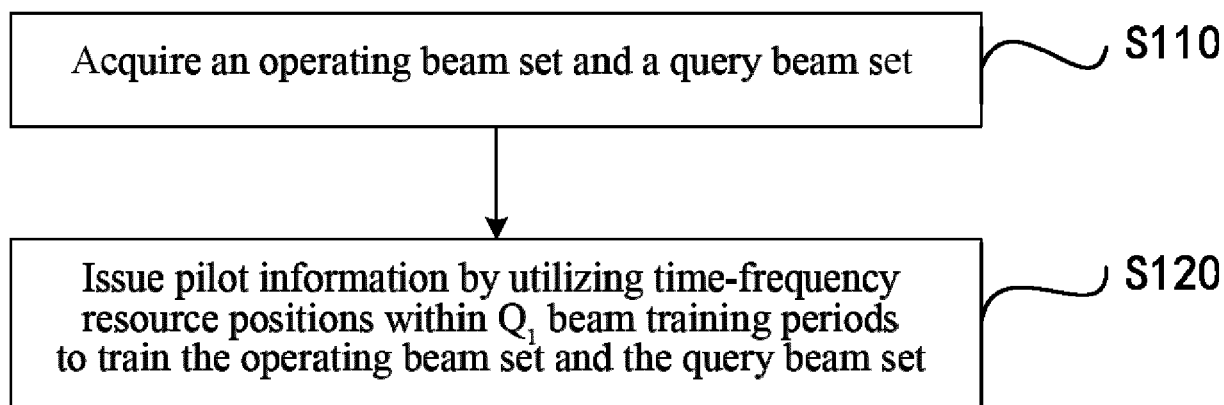 Acquire an operating beam set and a query beam set
S110
Issue pilot information by utilizing time-frequency
resource positions within Q₁ beam training periods
to train the operating beam set and the query beam set
S120